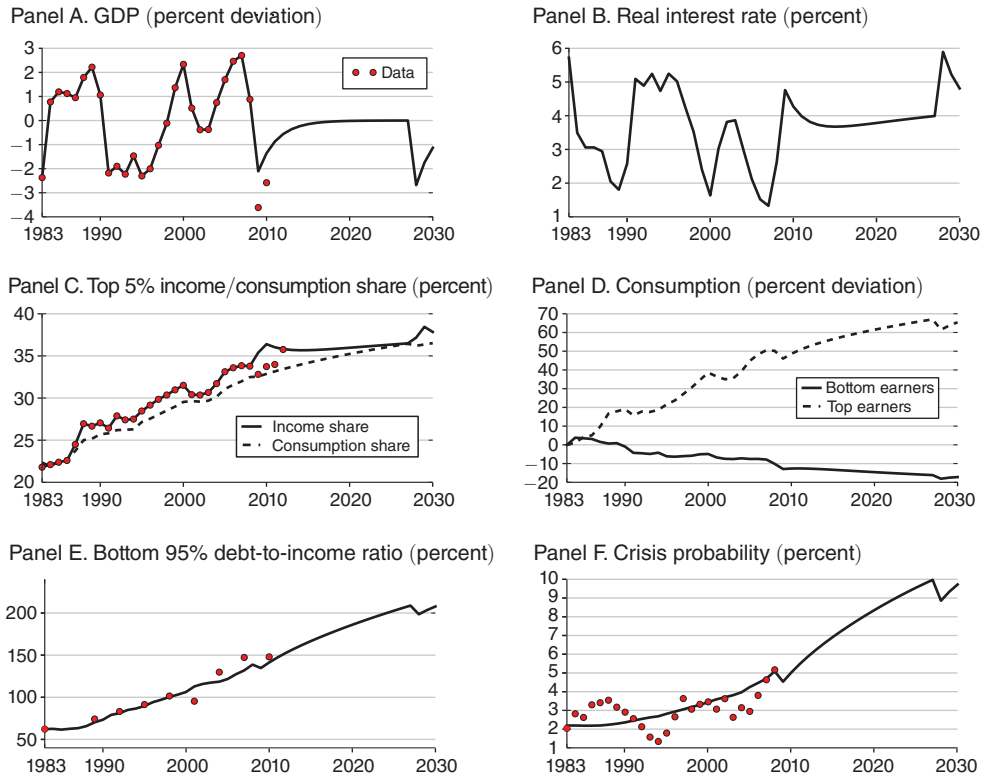 Panel A. GDP (percent deviation)
3
2
1
0
−1
−2
−3
−4
1983 1990 2000 2010 2020 2030
Data
Panel B. Real interest rate (percent)
6
5
4
3
2
1
1983 1990 2000 2010 2020 2030
Panel C. Top 5% income/consumption share (percent)
40
35
30
25
20
1983 1990 2000 2010 2020 2030
Income share
Consumption share
Panel D. Consumption (percent deviation)
70
60
50
40
30
20
10
0
−10
−20
1983 1990 2000 2010 2020 2030
Bottom earners
Top earners
Panel E. Bottom 95% debt-to-income ratio (percent)
200
150
100
50
1983 1990 2000 2010 2020 2030
Panel F. Crisis probability (percent)
10
9
8
7
6
5
4
3
2
1
1983 1990 2000 2010 2020 2030